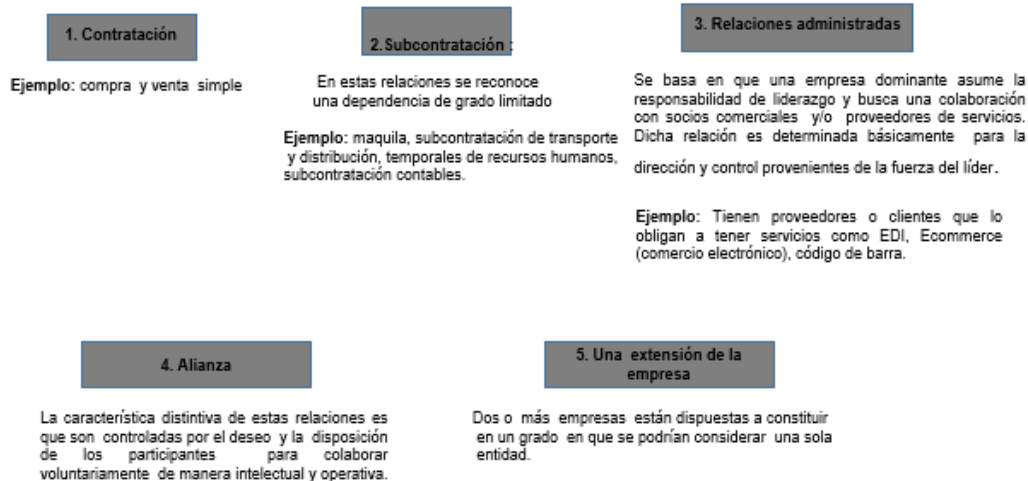 1. Contratación
Ejemplo: compra y venta simple
2. Subcontratación :
En estas relaciones se reconoce
una dependencia de grado limitado
Ejemplo: maquila, subcontratación de transporte
y distribución, temporales de recursos humanos,
subcontratación contables.
3. Relaciones administradas
Se basa en que una empresa dominante asume la
responsabilidad de liderazgo y busca una colaboración
con socios comerciales y/o proveedores de servicios.
Dicha relación es determinada básicamente para la
dirección y control provenientes de la fuerza del líder.
Ejemplo: Tienen proveedores o clientes que lo
obligan a tener servicios como EDI, Ecommerce
(comercio electrónico), código de barra.
4. Alianza
La característica distintiva de estas relaciones es
que son controladas por el deseo y la disposición
de los participantes para colaborar
voluntariamente de manera intelectual y operativa.
5. Una extensión de la
empresa
Dos o más empresas están dispuestas a constituir
en un grado en que se podrían considerar una sola
entidad.